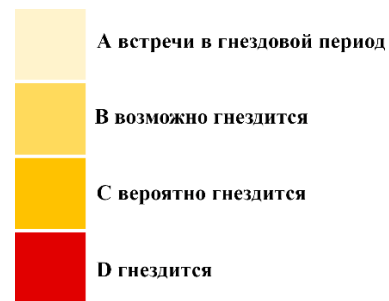 А встречи в гнездовой период
В возможно гнездится
С вероятно гнездится
D гнездится